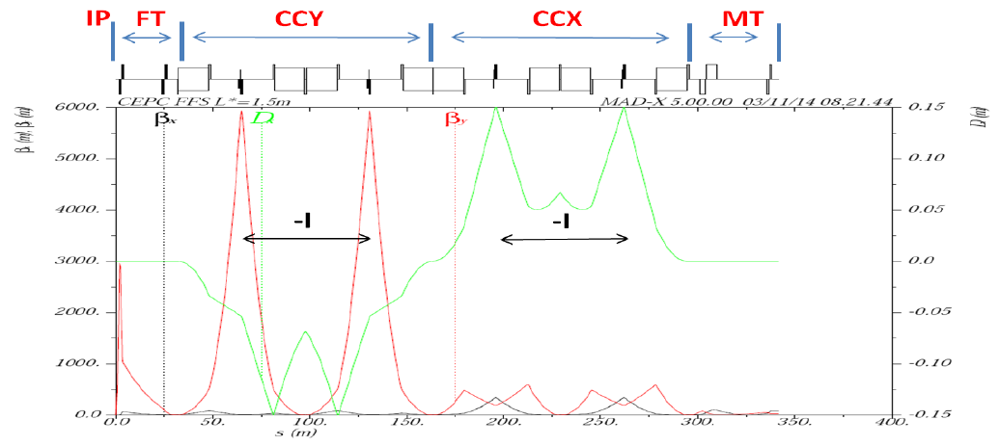 IP FT CCY CCX MT
CEPC FFS L*=1.5m MAD-X 5.00.00 03/11/14 08.21.44
6000. βx Dx βy 0.15
5000. 0.10
4000. 0.05
-I -I
3000. 0.0
2000. -0.05
1000. -0.10
0.0 -0.15
0.0 50. 100. 150. 200. 250. 300. 350. 400.
s (m)